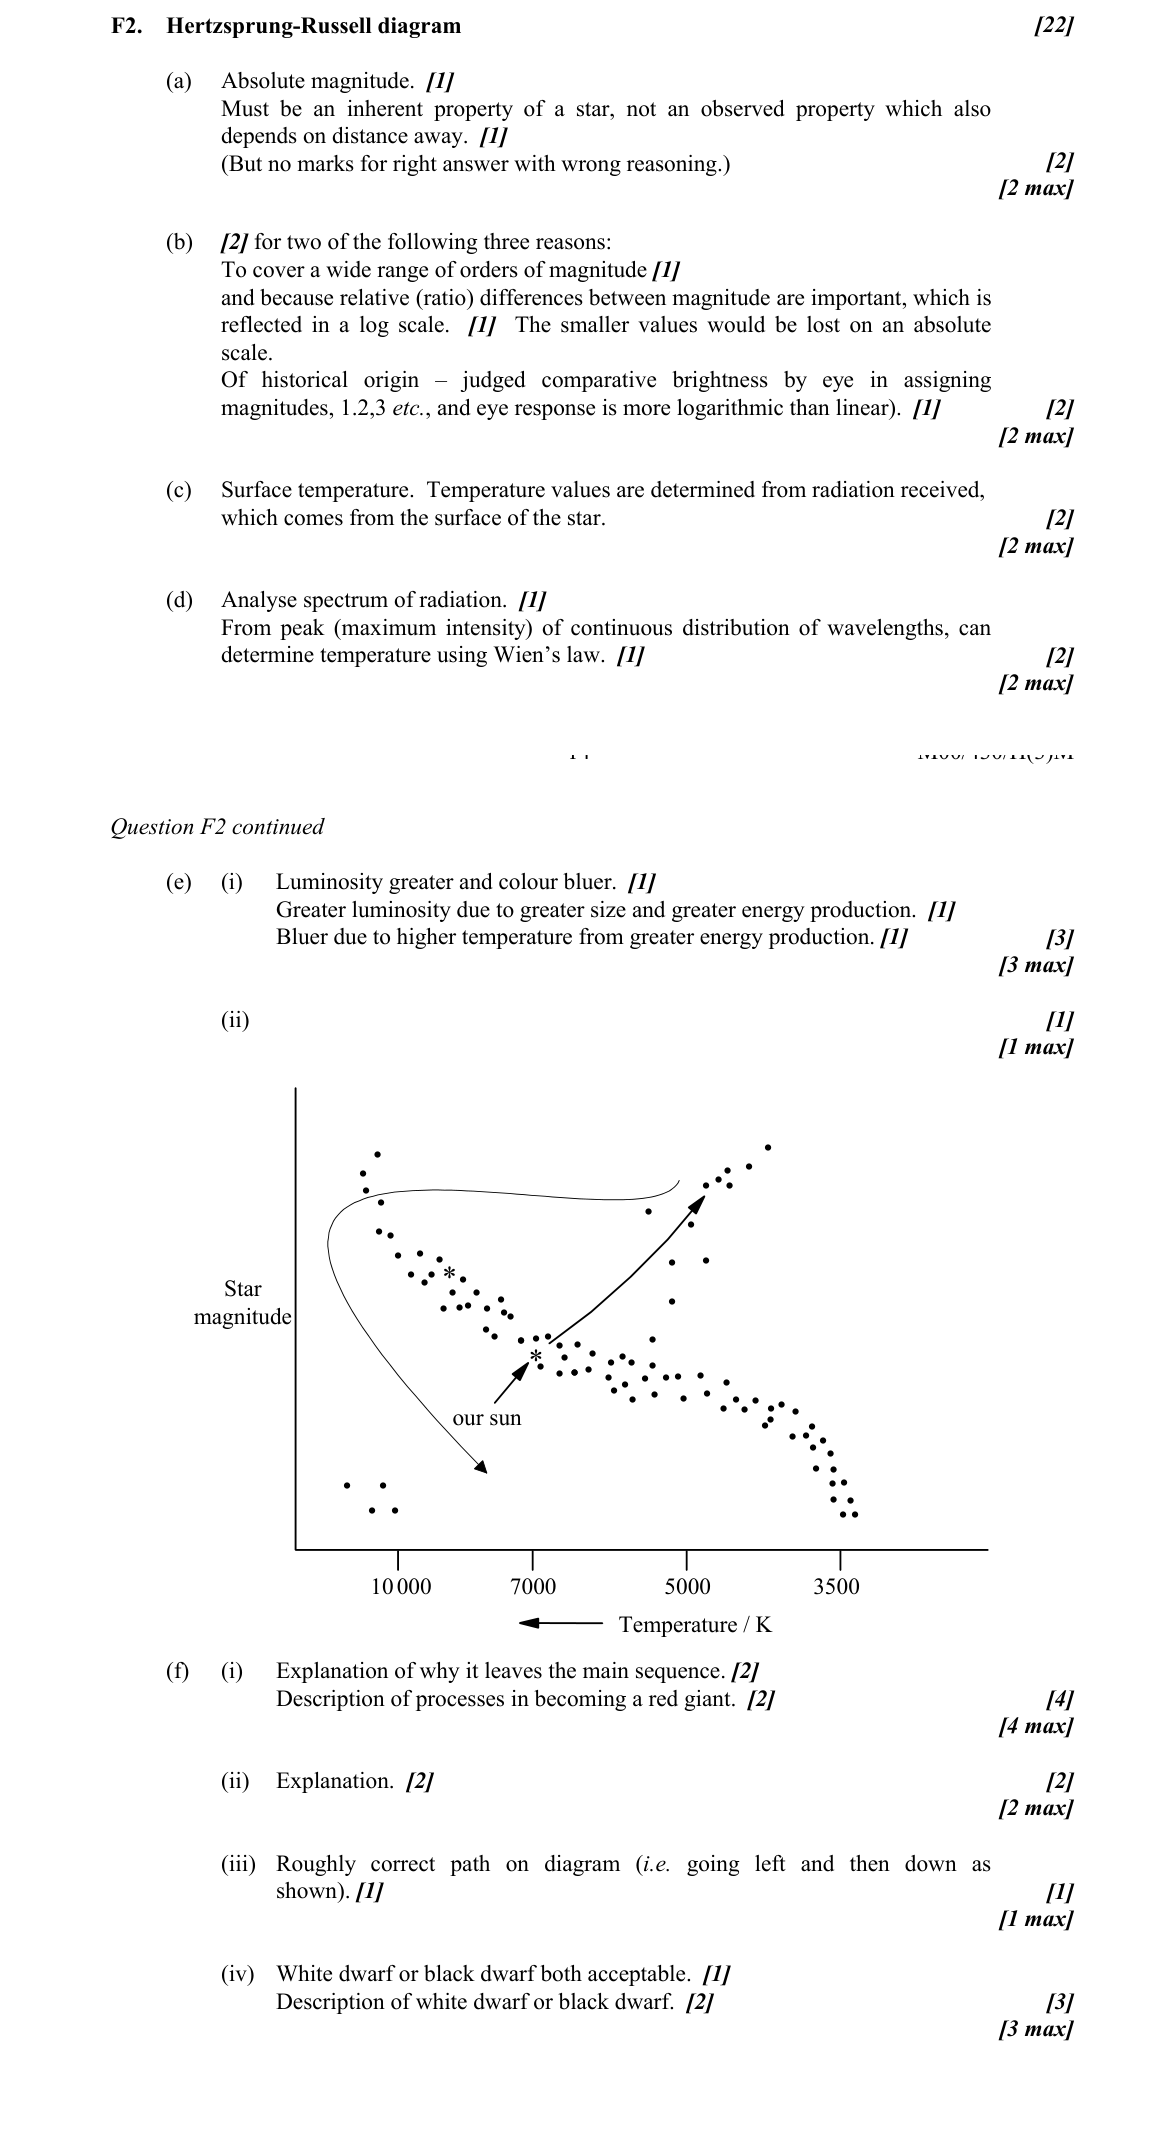 F2. Hertzsprung-Russell diagram [22]
(a) Absolute magnitude. [1]
Must be an inherent property of a star, not an observed property which also
depends on distance away. [1]
(But no marks for right answer with wrong reasoning.) [2]
[2 max]
(b) [2] for two of the following three reasons:
To cover a wide range of orders of magnitude [1]
and because relative (ratio) differences between magnitude are important, which is
reflected in a log scale. [1] The smaller values would be lost on an absolute
scale.
Of historical origin – judged comparative brightness by eye in assigning
magnitudes, 1.2,3 etc., and eye response is more logarithmic than linear). [1] [2]
[2 max]
(c) Surface temperature. Temperature values are determined from radiation received,
which comes from the surface of the star. [2]
[2 max]
(d) Analyse spectrum of radiation. [1]
From peak (maximum intensity) of continuous distribution of wavelengths, can
determine temperature using Wien's law. [1] [2]
[2 max]
Question F2 continued
(e) (i) Luminosity greater and colour bluer. [1]
Greater luminosity due to greater size and greater energy production. [1]
Bluer due to higher temperature from greater energy production. [1] [3]
[3 max]
(ii) [1]
[1 max]
Star
magnitude
*
*
our sun
10 000 7000 5000 3500
Temperature / K
(f) (i) Explanation of why it leaves the main sequence. [2]
Description of processes in becoming a red giant. [2] [4]
[4 max]
(ii) Explanation. [2] [2]
[2 max]
(iii) Roughly correct path on diagram (i.e. going left and then down as
shown). [1] [1]
[1 max]
(iv) White dwarf or black dwarf both acceptable. [1]
Description of white dwarf or black dwarf. [2] [3]
[3 max]